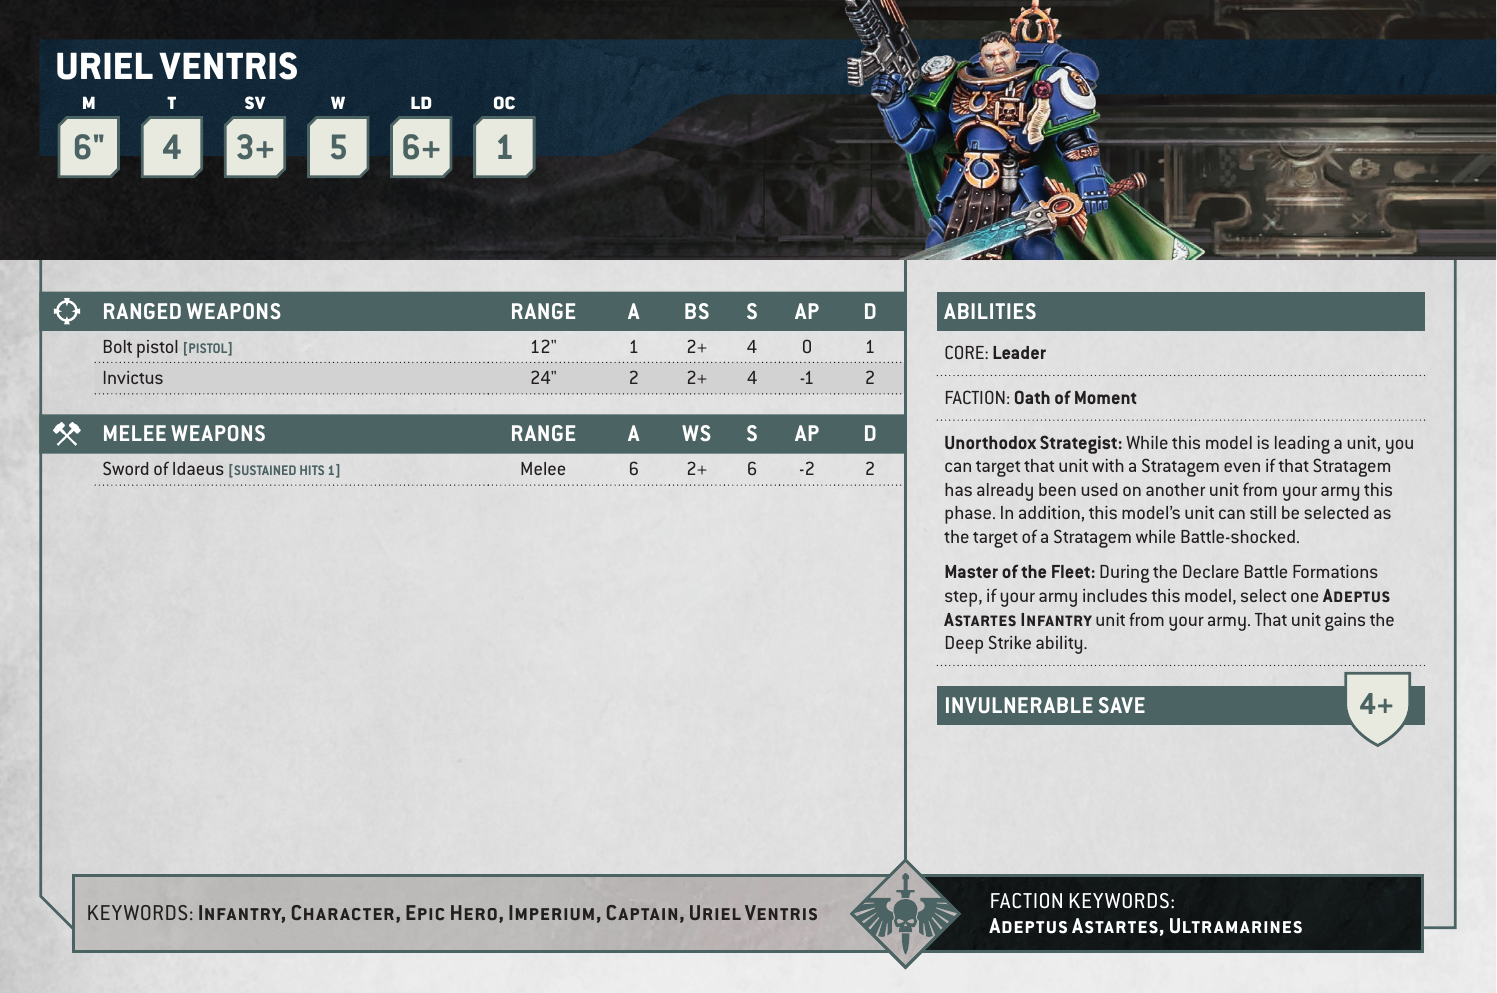 URIEL VENTRIS
M T SV W LD OC
6" 4 3+ 5 6+ 1
RANGED WEAPONS RANGE A BS S AP D
Bolt pistol [PISTOL] 12" 1 2+ 4 0 1
Invictus 24" 2 2+ 4 -1 2
MELEE WEAPONS RANGE A WS S AP D
Sword of Idaeus [SUSTAINED HITS 1] Melee 6 2+ 6 -2 2
ABILITIES
CORE: Leader
FACTION: Oath of Moment
Unorthodox Strategist: While this model is leading a unit, you
can target that unit with a Stratagem even if that Stratagem
has already been used on another unit from your army this
phase. In addition, this model’s unit can still be selected as
the target of a Stratagem while Battle-shocked.
Master of the Fleet: During the Declare Battle Formations
step, if your army includes this model, select one ADEPTUS
ASTARTES INFANTRY unit from your army. That unit gains the
Deep Strike ability.
INVULNERABLE SAVE 4+
KEYWORDS: INFANTRY, CHARACTER, EPIC HERO, IMPERIUM, CAPTAIN, URIEL VENTRIS
FACTION KEYWORDS:
ADEPTUS ASTARTES, ULTRAMARINES